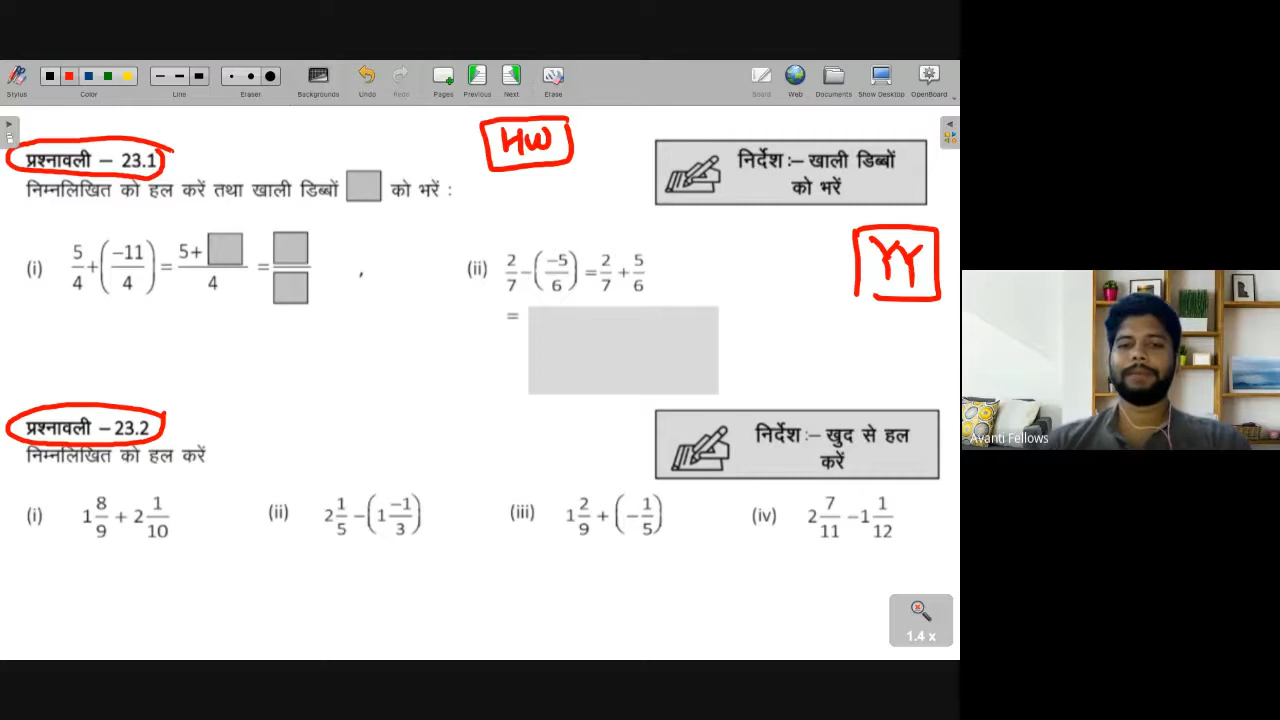 Stylus Color Line Eraser Backgrounds Undo Redo Pages Previous Next Erase Board Web Documents Show Desktop OpenBoard
HW
प्रश्नावली – 23.1
निम्नलिखित को हल करें तथा खाली डिब्बों को भरें :
निर्देश :– खाली डिब्बों
को भरें
(i) 5/4 + (−11/4) = 5+ /4 = ,
(ii) 2/7 − (−5/6) = 2/7 + 5/6
=
YY
प्रश्नावली – 23.2
निम्नलिखित को हल करें
निर्देश :– खुद से हल
करें
(i) 1 8/9 + 2 1/10 (ii) 2 1/5 − (1 −1/3) (iii) 1 2/9 + (−1/5) (iv) 2 7/11 − 1 1/12
1.4 x
Avanti Fellows